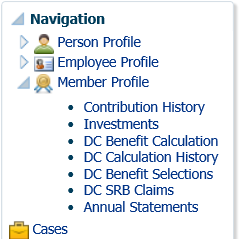 Navigation
Person Profile
Employee Profile
Member Profile
Contribution History
Investments
DC Benefit Calculation
DC Calculation History
DC Benefit Selections
DC SRB Claims
Annual Statements
Cases